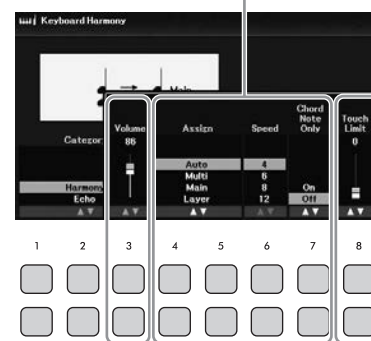 Keyboard Harmony
Main
Chord
Note
Only
Touch
Limit
Category
Volume
Assign
Speed
86
0
Auto
4
Multi
6
Harmony
Main
8
On
Echo
Layer
12
Off
1 2 3 4 5 6 7 8